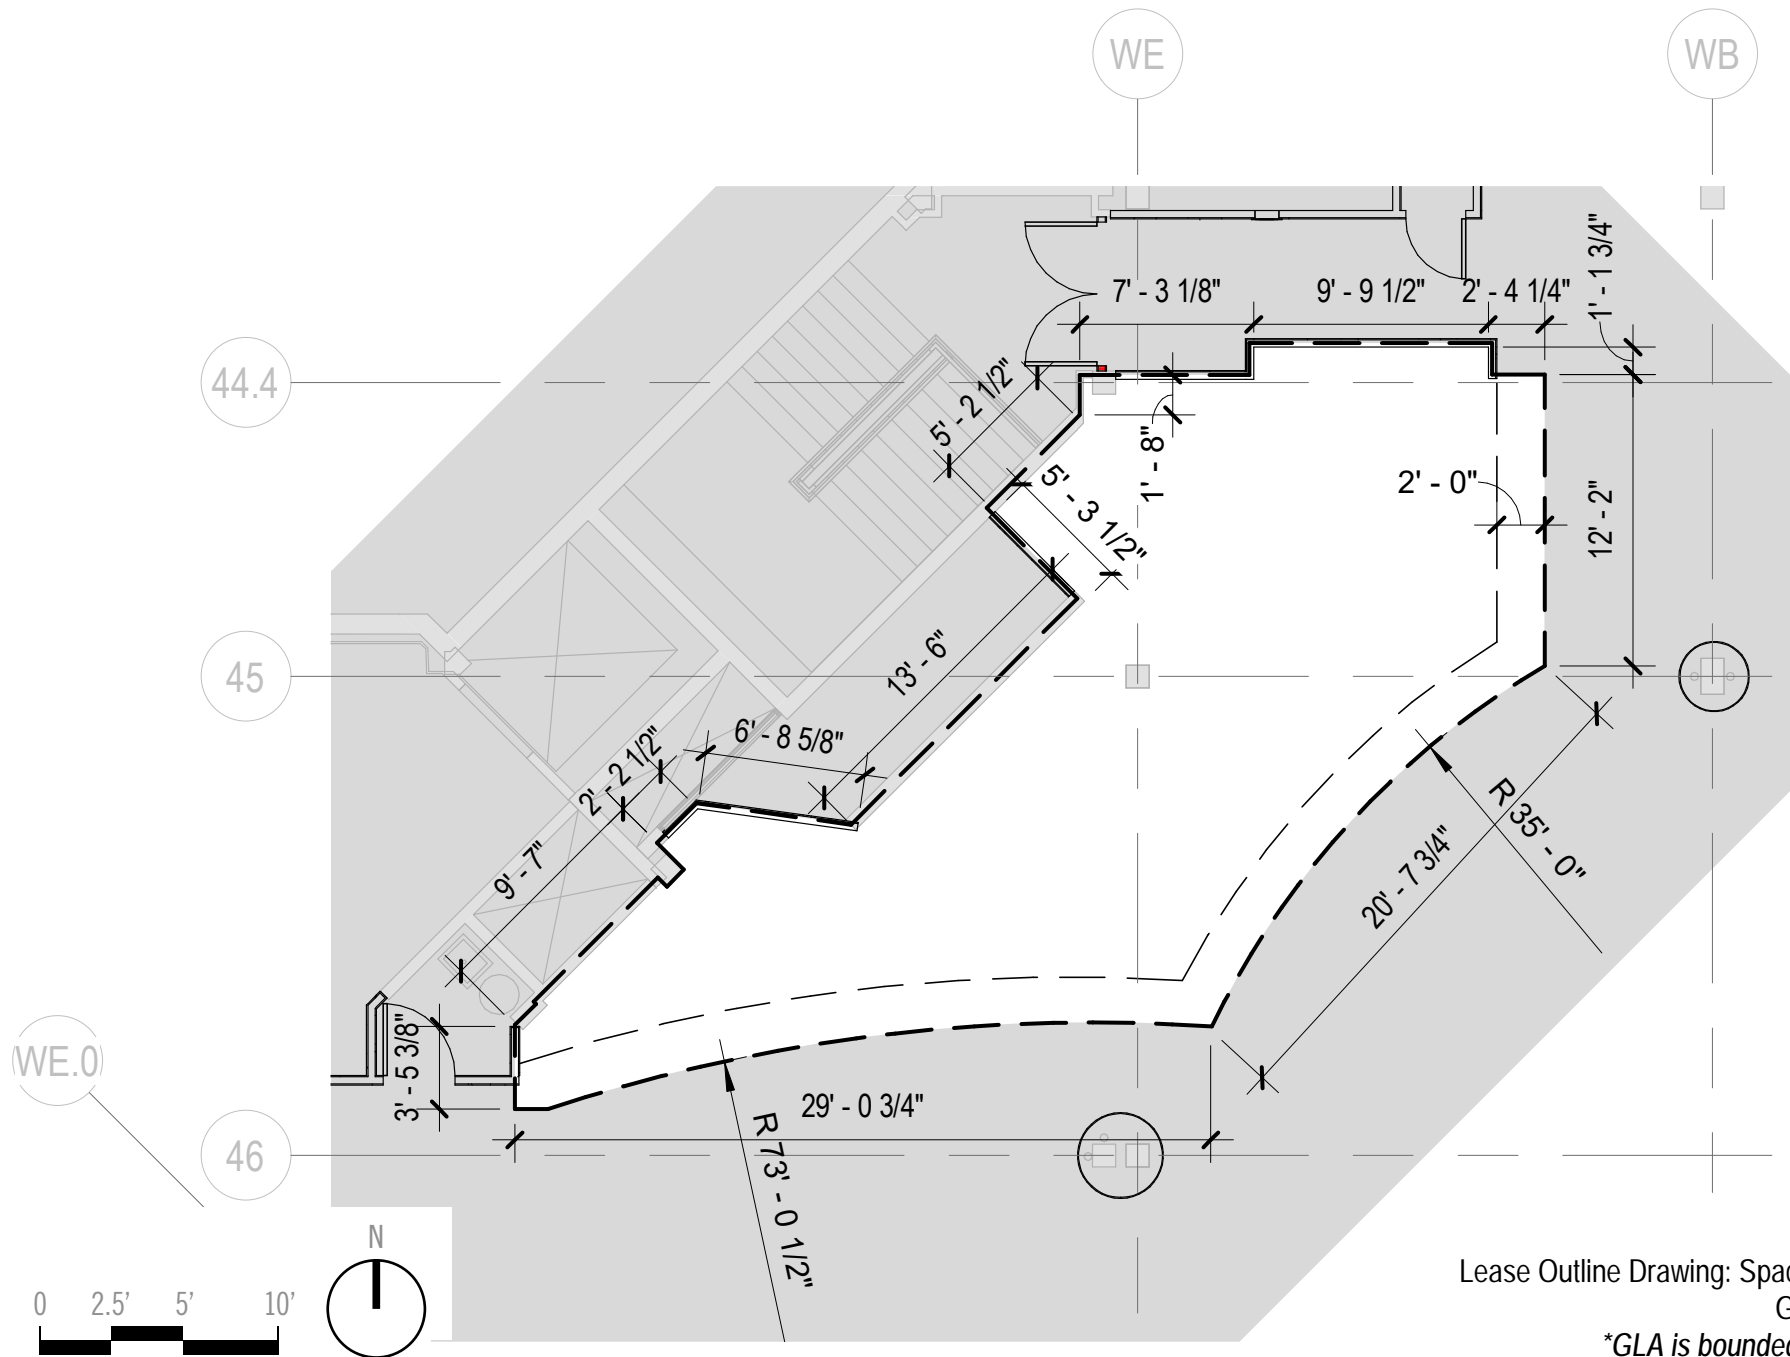 WE
WB
7' - 3 1/8"
9' - 9 1/2"
2' - 4 1/4"
1' - 1 3/4"
44.4
5' - 2 1/2"
1' - 8"
5' - 3 1/2"
2' - 0"
12' - 2"
45
13' - 6"
6' - 8 5/8"
2' - 2 1/2"
9' - 7"
R 35' - 0"
20' - 7 3/4"
WE.0
3' - 5 3/8"
29' - 0 3/4"
R 73' - 0 1/2"
46
N
0 2.5' 5' 10'
Lease Outline Drawing:
G
*GLA is bounded